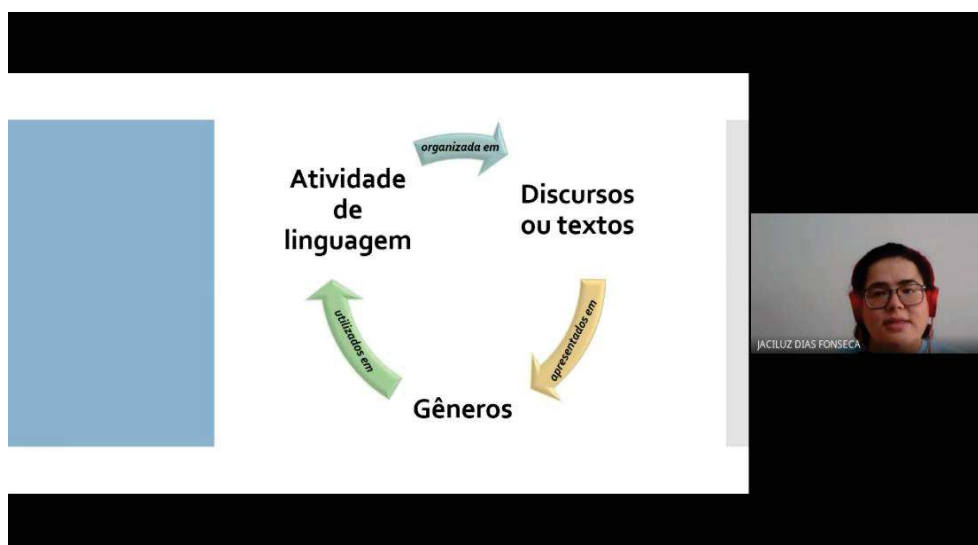 organizada em
Atividade
de
linguagem
Discursos
ou textos
apresentados em
Gêneros
utilizados em
JACILUZ DIAS FONSECA